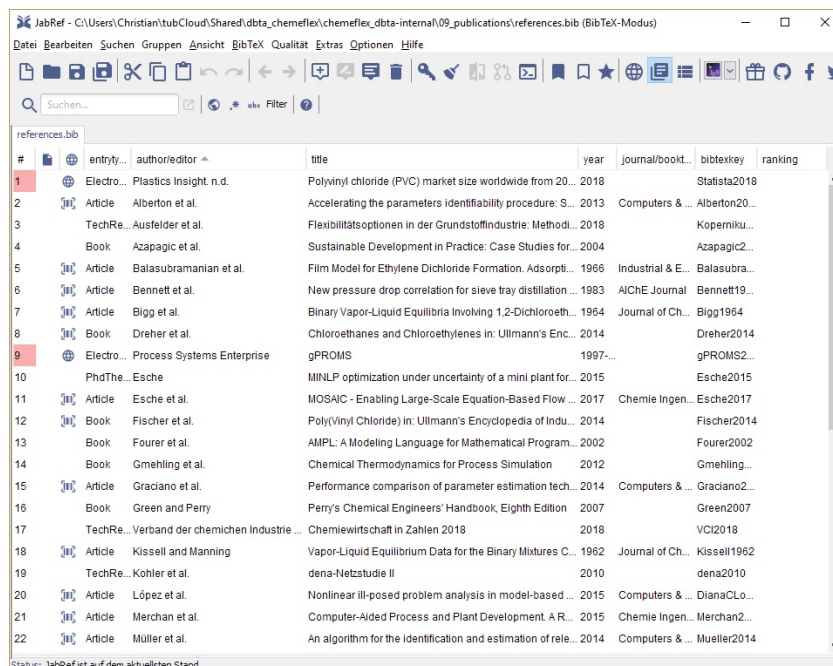 JabRef - C:\Users\Christian\tubCloud\Shared\dbta_chemeflex\chemeflex_dbta-internal\09_publications\references.bib (BibTeX-Modus)
Datei Bearbeiten Suchen Gruppen Ansicht BibTeX Qualität Extras Optionen Hilfe
Suchen... Filter
references.bib
# entryty... author/editor title year journal/bookt... bibtexkey ranking
1 Electro... Plastics Insight. n.d. Polyvinyl chloride (PVC) market size worldwide from 20... 2018 Statista2018
2 Article Alberton et al. Accelerating the parameters identifiability procedure: S... 2013 Computers & ... Alberton20...
3 TechRe... Ausfelder et al. Flexibilitätsoptionen in der Grundstoffindustrie: Methodi... 2018 Koperniku...
4 Book Azapagic et al. Sustainable Development in Practice: Case Studies for... 2004 Azapagic2...
5 Article Balasubramanian et al. Film Model for Ethylene Dichloride Formation. Adsorpti... 1966 Industrial & E... Balasubra...
6 Article Bennett et al. New pressure drop correlation for sieve tray distillation ... 1983 AIChE Journal Bennett19...
7 Article Bigg et al. Binary Vapor-Liquid Equilibria Involving 1,2-Dichloroeth... 1964 Journal of Ch... Bigg1964
8 Book Dreher et al. Chloroethanes and Chloroethylenes in: Ullmann's Enc... 2014 Dreher2014
9 Electro... Process Systems Enterprise gPROMS 1997-... gPROMS2...
10 PhdThe... Esche MINLP optimization under uncertainty of a mini plant for... 2015 Esche2015
11 Article Esche et al. MOSAIC - Enabling Large-Scale Equation-Based Flow ... 2017 Chemie Ingen... Esche2017
12 Book Fischer et al. Poly(Vinyl Chloride) in: Ullmann's Encyclopedia of Indu... 2014 Fischer2014
13 Book Fourer et al. AMPL: A Modeling Language for Mathematical Program... 2002 Fourer2002
14 Book Gmehling et al. Chemical Thermodynamics for Process Simulation 2012 Gmehling...
15 Article Graciano et al. Performance comparison of parameter estimation tech... 2014 Computers & ... Graciano2...
16 Book Green and Perry Perry's Chemical Engineers' Handbook, Eighth Edition 2007 Green2007
17 TechRe... Verband der chemichen Industrie ... Chemiewirtschaft in Zahlen 2018 2018 VCI2018
18 Article Kissell and Manning Vapor-Liquid Equilibrium Data for the Binary Mixtures C... 1962 Journal of Ch... Kissell1962
19 TechRe... Kohler et al. dena-Netzstudie II 2010 dena2010
20 Article López et al. Nonlinear ill-posed problem analysis in model-based ... 2015 Computers & ... DianaCLo...
21 Article Merchan et al. Computer-Aided Process and Plant Development. A R... 2015 Chemie Ingen... Merchan2...
22 Article Müller et al. An algorithm for the identification and estimation of rele... 2014 Computers & ... Mueller2014
Status: JabRef ist auf dem aktuellsten Stand